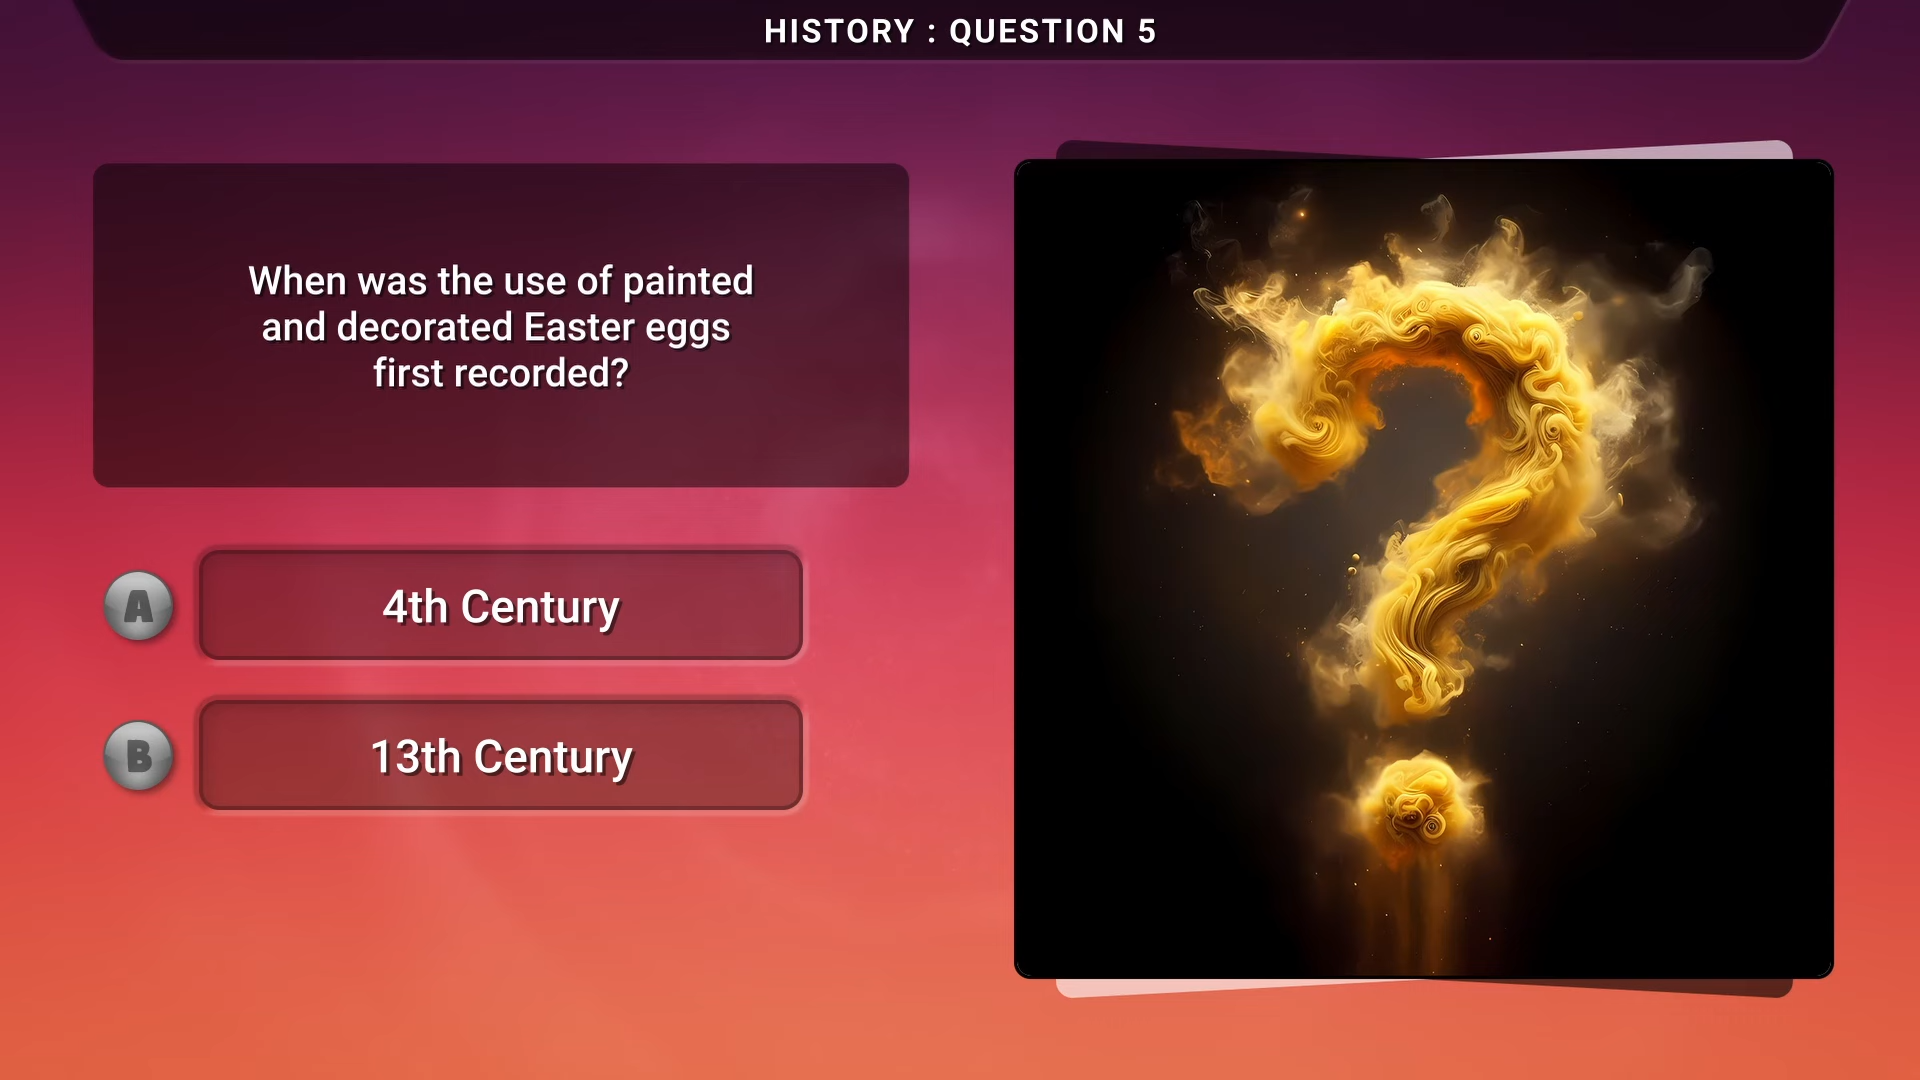 HISTORY : QUESTION 5
When was the use of painted
and decorated Easter eggs
first recorded?
A
4th Century
B
13th Century